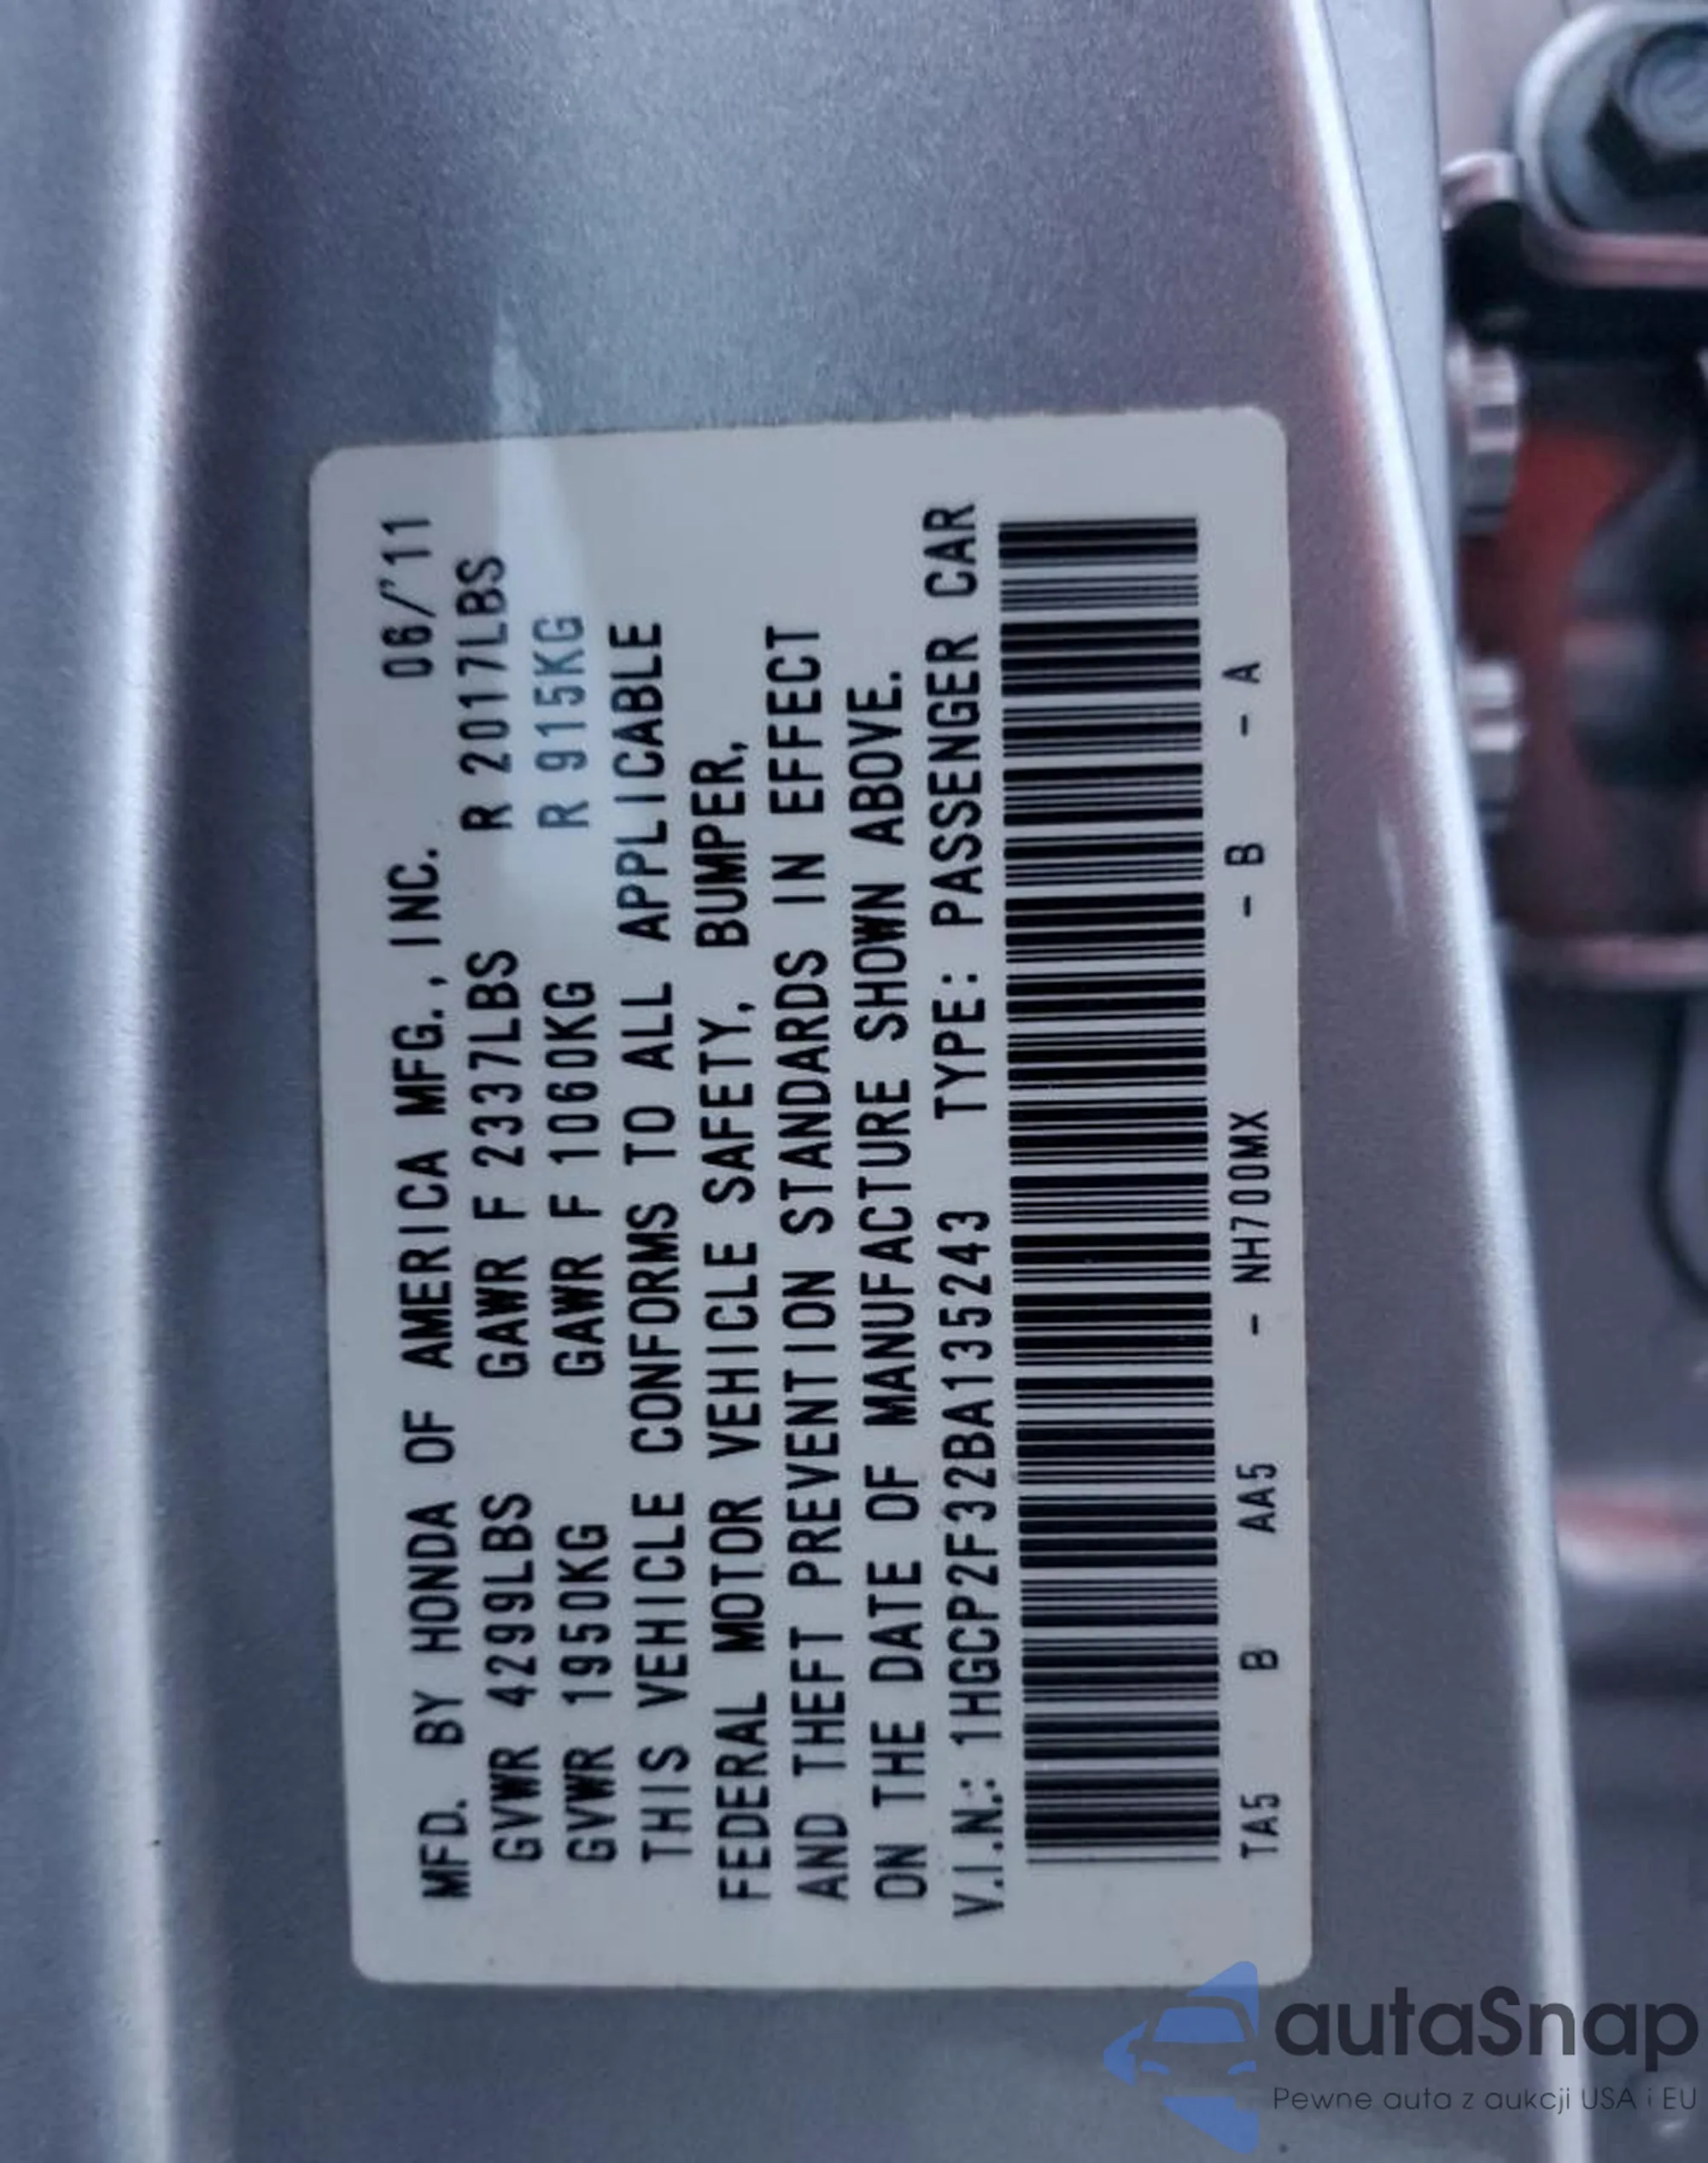 MFD. BY HONDA OF AMERICA MFG., INC. 06/'11
GVWR 4299LBS GAWR F 2337LBS R 2017LBS
GVWR 1950KG GAWR F 1060KG R 915KG
THIS VEHICLE CONFORMS TO ALL APPLICABLE
FEDERAL MOTOR VEHICLE SAFETY, BUMPER,
AND THEFT PREVENTION STANDARDS IN EFFECT
ON THE DATE OF MANUFACTURE SHOWN ABOVE.
V.I.N.: 1HGCP2F32BA135243 TYPE: PASSENGER CAR
TA5 B AA5 - NH700MX - B - A
autaSnap
Pewne auta z aukcji USA i EU